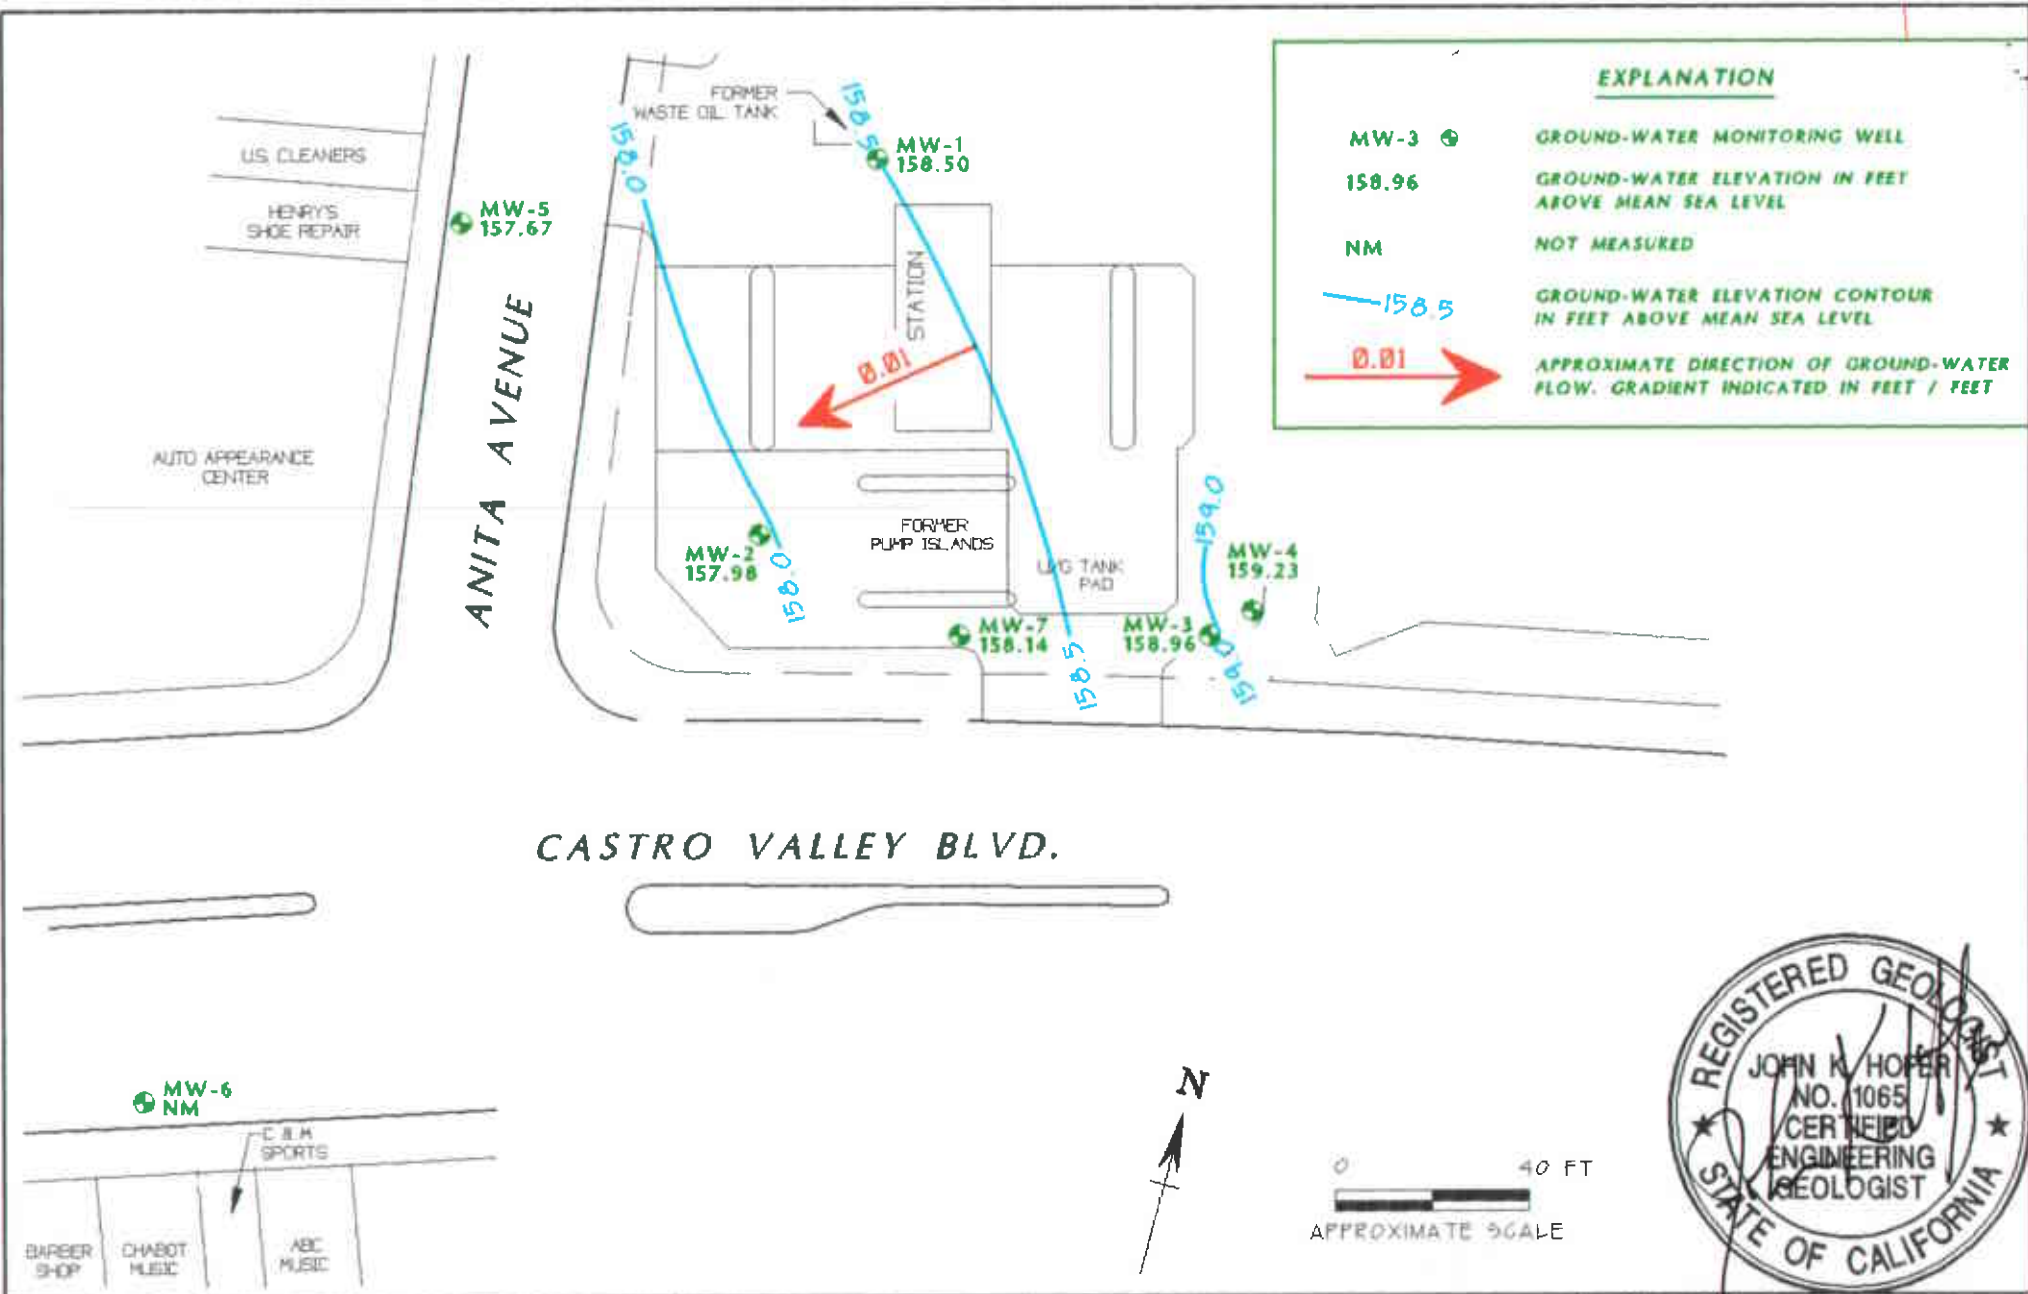 EXPLANATION
MW-3
GROUND-WATER MONITORING WELL
158.96
GROUND-WATER ELEVATION IN FEET
ABOVE MEAN SEA LEVEL
NM
NOT MEASURED
158.5
GROUND-WATER ELEVATION CONTOUR
IN FEET ABOVE MEAN SEA LEVEL
0.01
APPROXIMATE DIRECTION OF GROUND-WATER
FLOW. GRADIENT INDICATED IN FEET / FEET
FORMER
WASTE OIL TANK
158.5
MW-1
158.50
158.0
U.S. CLEANERS
HENRY'S
SHOE REPAIR
MW-5
157.67
STATION
0.01
ANITA AVENUE
AUTO APPEARANCE
CENTER
FORMER
PUMP ISLANDS
MW-2
157.98
158.0
U/G TANK
PAD
159.0
MW-4
159.23
MW-7
158.14
MW-3
158.96
158.5
159.0
CASTRO VALLEY BLVD.
MW-6
NM
C & M
SPORTS
BARBER
SHOP
CHABOT
MUSIC
ABC
MUSIC
N
0 40 FT
APPROXIMATE SCALE
REGISTERED GEOLOGIST
JOHN K. HOFER
NO. 1065
CERTIFIED
ENGINEERING
GEOLOGIST
STATE OF CALIFORNIA